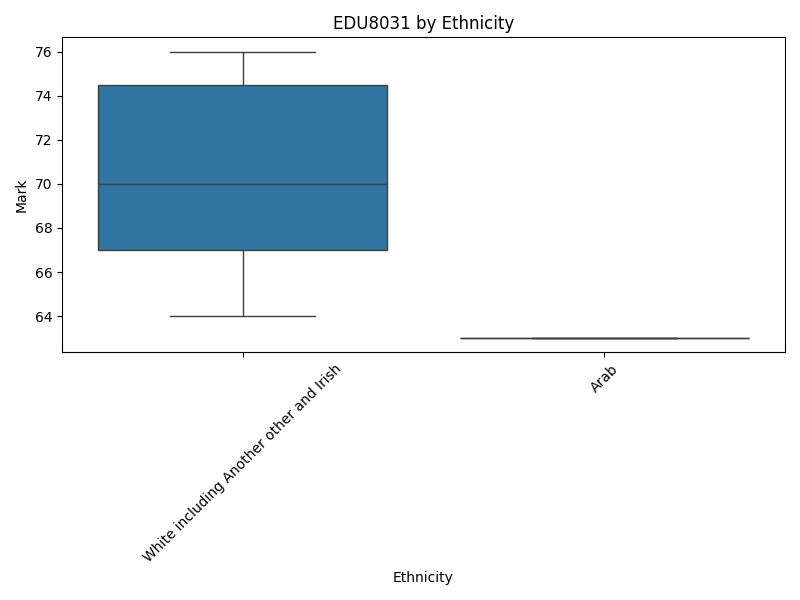 EDU8031 by Ethnicity
76
74
72
70
68
66
64
Mark
White including Another other and Irish
Arab
Ethnicity